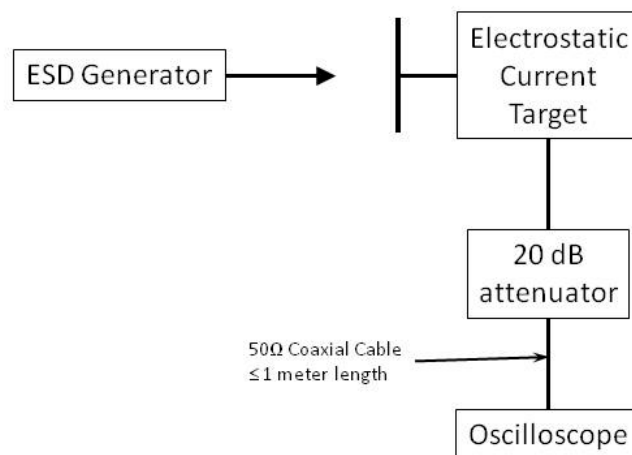 ESD Generator
Electrostatic
Current
Target
20 dB
attenuator
50Ω Coaxial Cable
≤1 meter length
Oscilloscope